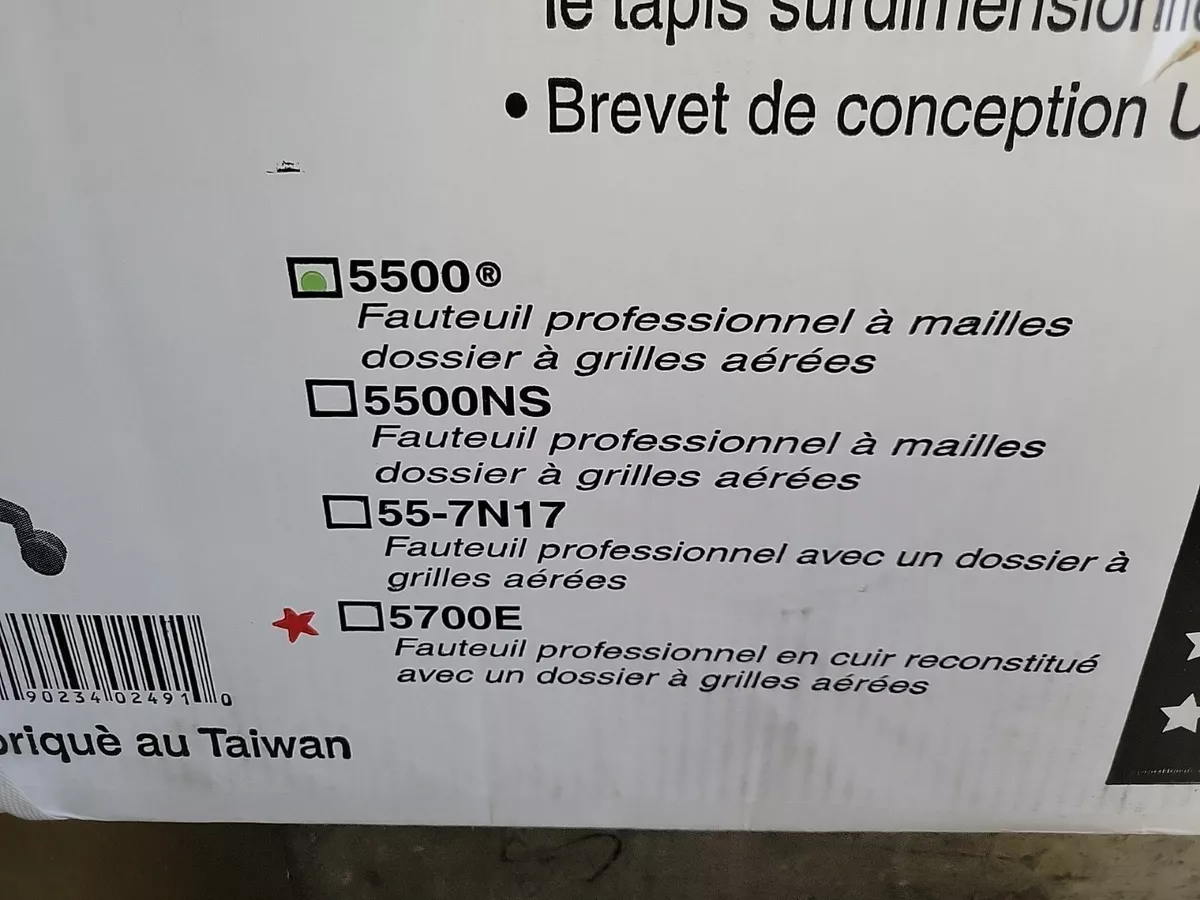 le tapis
• Brevet de conception
5500®
Fauteuil professionnel à mailles
dossier à grilles aérées
5500NS
Fauteuil professionnel à mailles
dossier à grilles aérées
55-7N17
Fauteuil professionnel avec un dossier à
grilles aérées
5700E
Fauteuil professionnel en cuir reconstitué
avec un dossier à grilles aérées
90234 02491 0
au Taiwan